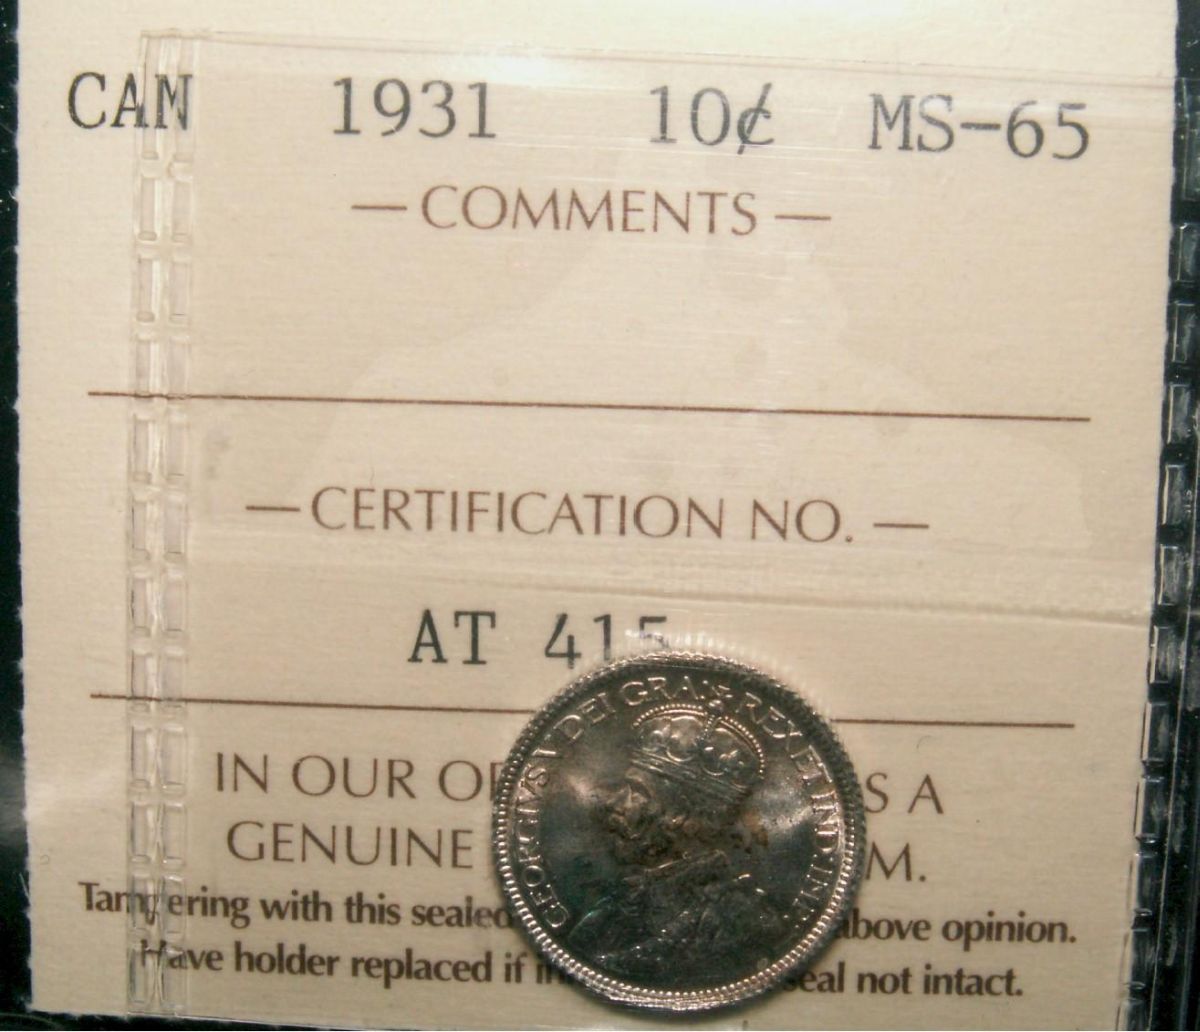 CAN 1931 10¢ MS-65
— COMMENTS —
— CERTIFICATION NO. —
AT 415
IN OUR S A
GENUINE M.
Tampering with this sealed above opinion.
Have holder replaced if seal not intact.
GEORGIVS V DEI GRA: REX ET IND: IMP: